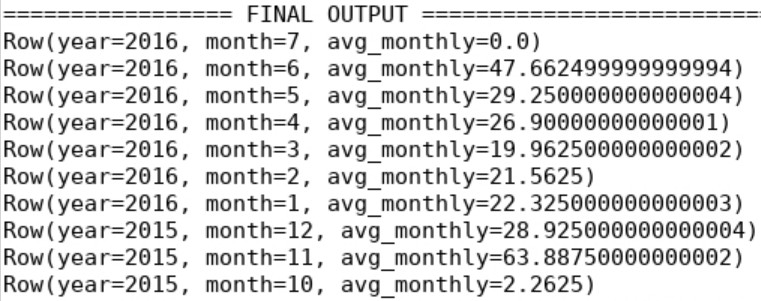 ================= FINAL OUTPUT =========================
Row(year=2016, month=7, avg_monthly=0.0)
Row(year=2016, month=6, avg_monthly=47.662499999999994)
Row(year=2016, month=5, avg_monthly=29.250000000000004)
Row(year=2016, month=4, avg_monthly=26.90000000000001)
Row(year=2016, month=3, avg_monthly=19.962500000000002)
Row(year=2016, month=2, avg_monthly=21.5625)
Row(year=2016, month=1, avg_monthly=22.325000000000003)
Row(year=2015, month=12, avg_monthly=28.925000000000004)
Row(year=2015, month=11, avg_monthly=63.88750000000002)
Row(year=2015, month=10, avg_monthly=2.2625)